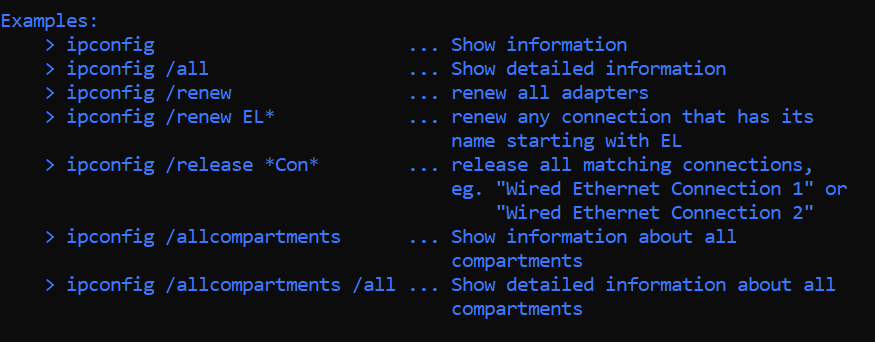 Examples:
    > ipconfig                       ... Show information
    > ipconfig /all                  ... Show detailed information
    > ipconfig /renew                ... renew all adapters
    > ipconfig /renew EL*            ... renew any connection that has its
                                         name starting with EL
    > ipconfig /release *Con*        ... release all matching connections,
                                         eg. "Wired Ethernet Connection 1" or
                                             "Wired Ethernet Connection 2"
    > ipconfig /allcompartments      ... Show information about all
                                         compartments
    > ipconfig /allcompartments /all ... Show detailed information about all
                                         compartments